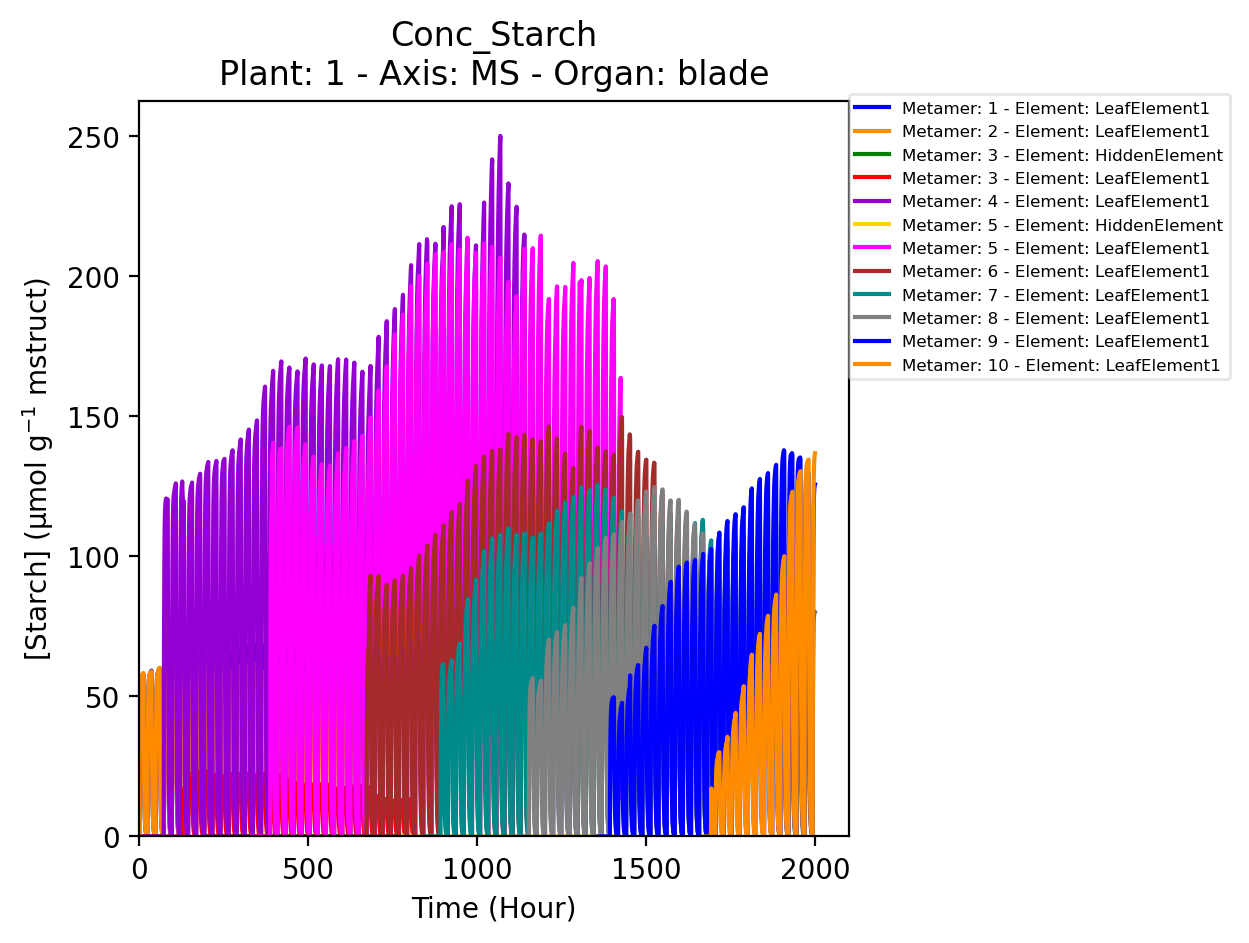 Conc_Starch
Plant: 1 - Axis: MS - Organ: blade
250
200
150
100
50
0
[Starch] (µmol g⁻¹ mstruct)
0 500 1000 1500 2000
Time (Hour)
Metamer: 1 - Element: LeafElement1
Metamer: 2 - Element: LeafElement1
Metamer: 3 - Element: HiddenElement
Metamer: 3 - Element: LeafElement1
Metamer: 4 - Element: LeafElement1
Metamer: 5 - Element: HiddenElement
Metamer: 5 - Element: LeafElement1
Metamer: 6 - Element: LeafElement1
Metamer: 7 - Element: LeafElement1
Metamer: 8 - Element: LeafElement1
Metamer: 9 - Element: LeafElement1
Metamer: 10 - Element: LeafElement1